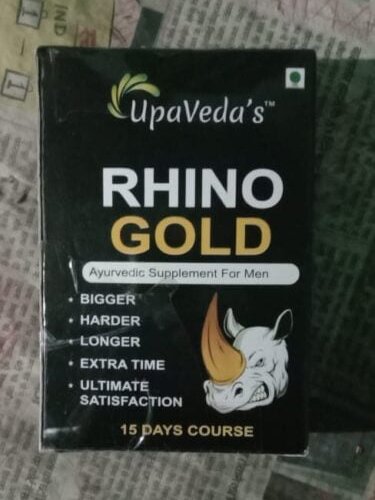 UpaVeda's™
RHINO
GOLD
Ayurvedic Supplement For Men
• BIGGER
• HARDER
• LONGER
• EXTRA TIME
• ULTIMATE
SATISFACTION
15 DAYS COURSE